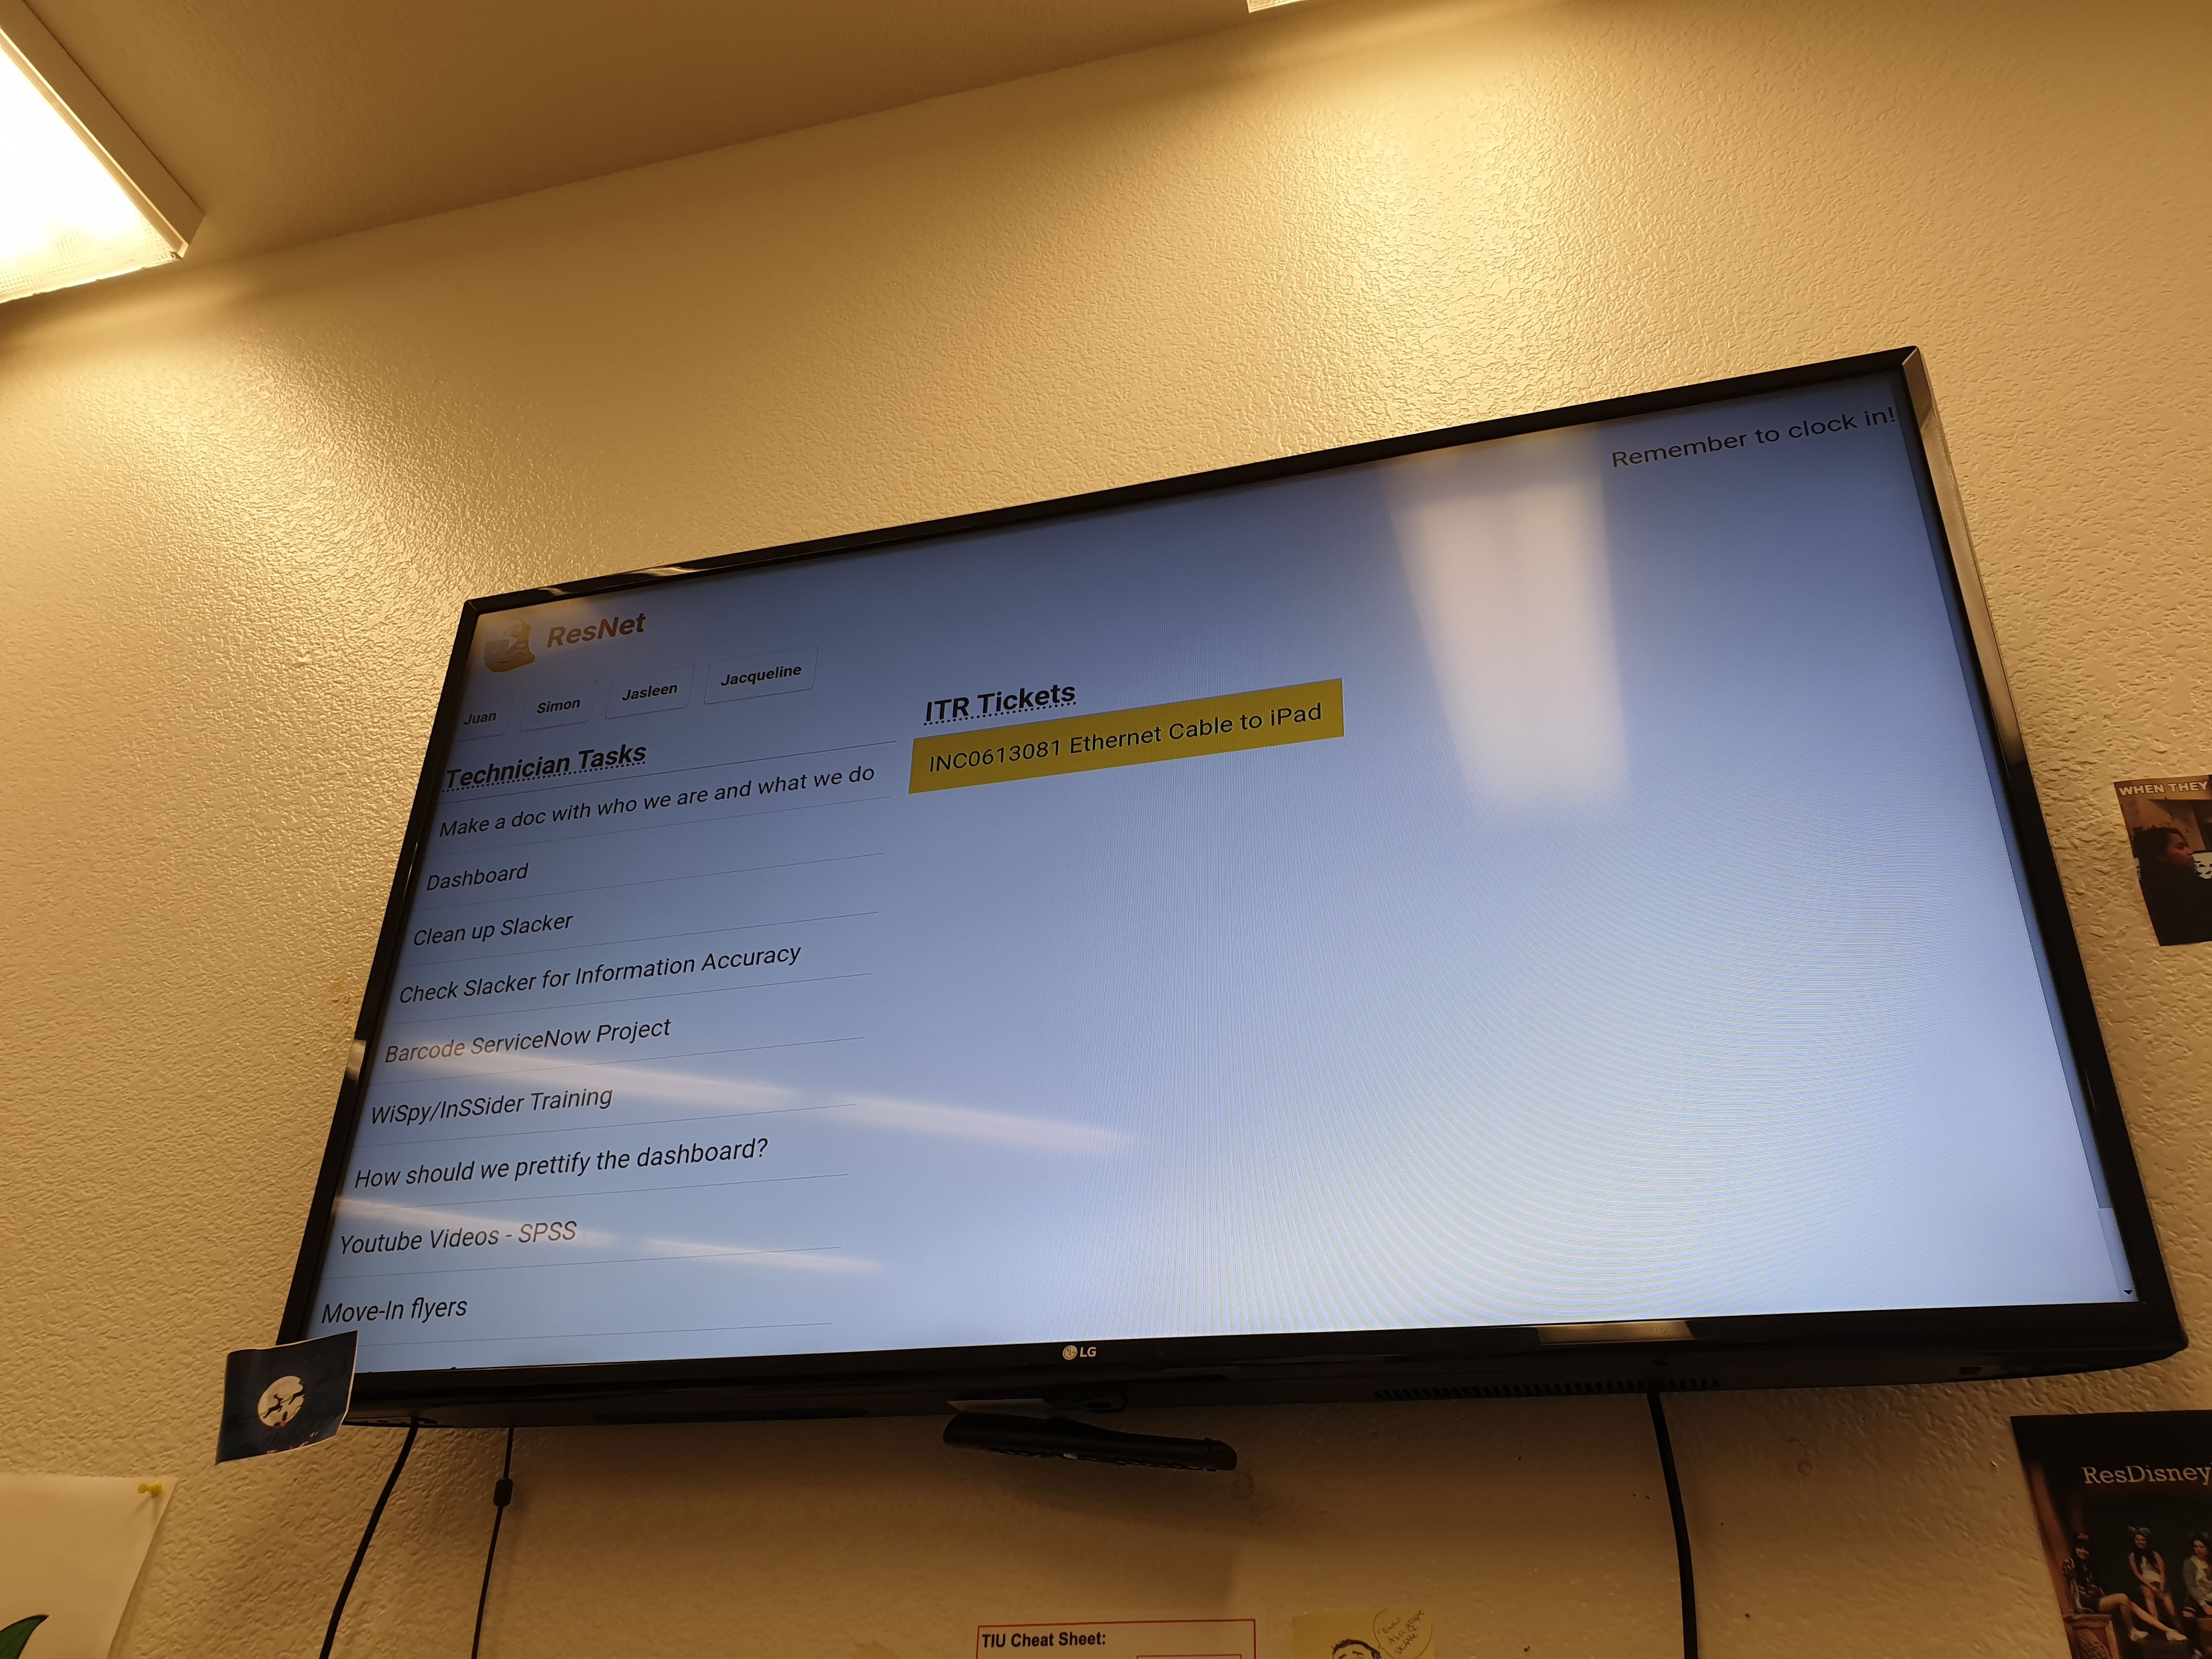 Remember to clock in!
ResNet
Juan
Simon
Jasleen
Jacqueline
Technician Tasks
Make a doc with who we are and what we do
Dashboard
Clean up Slacker
Check Slacker for Information Accuracy
Barcode ServiceNow Project
WiSpy/InSSider Training
How should we prettify the dashboard?
Youtube Videos - SPSS
Move-In flyers
ITR Tickets
INC0613081 Ethernet Cable to iPad
LG
WHEN THEY
ResDisney
TIU Cheat Sheet: